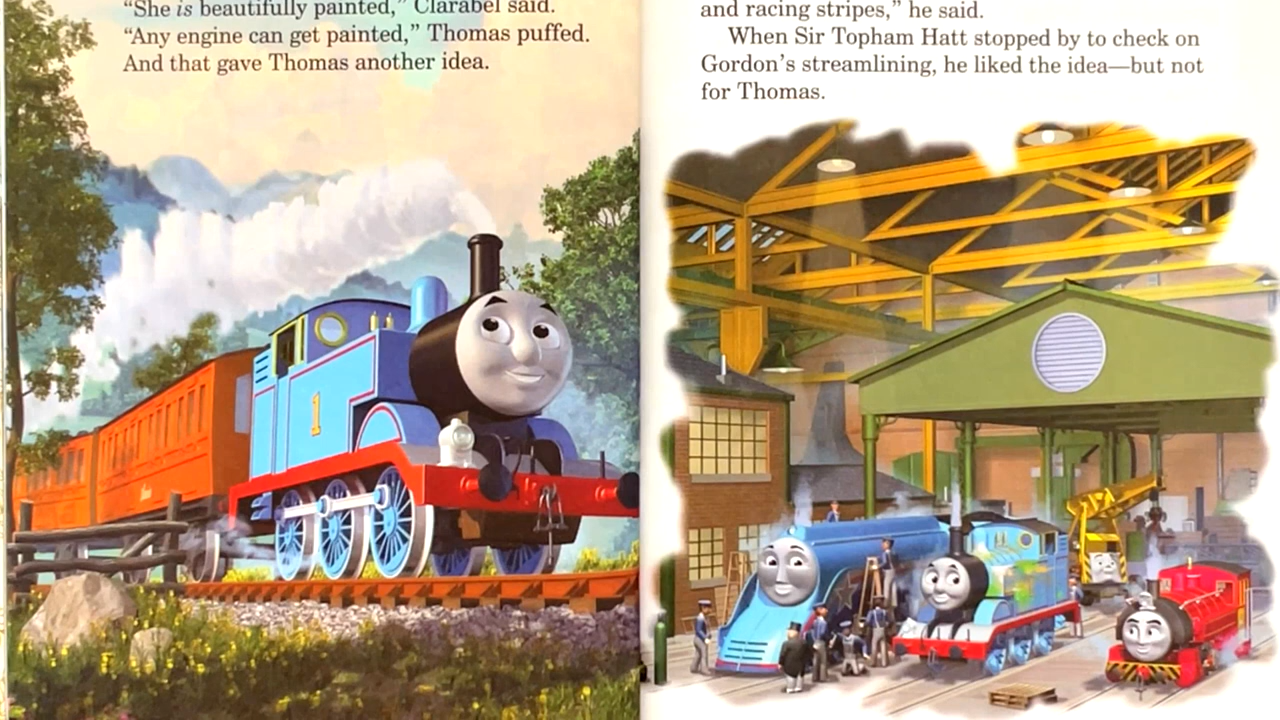 “She is beautifully painted,” Clarabel said.
“Any engine can get painted,” Thomas puffed.
And that gave Thomas another idea.
1
and racing stripes,” he said.
When Sir Topham Hatt stopped by to check on
Gordon’s streamlining, he liked the idea—but not
for Thomas.